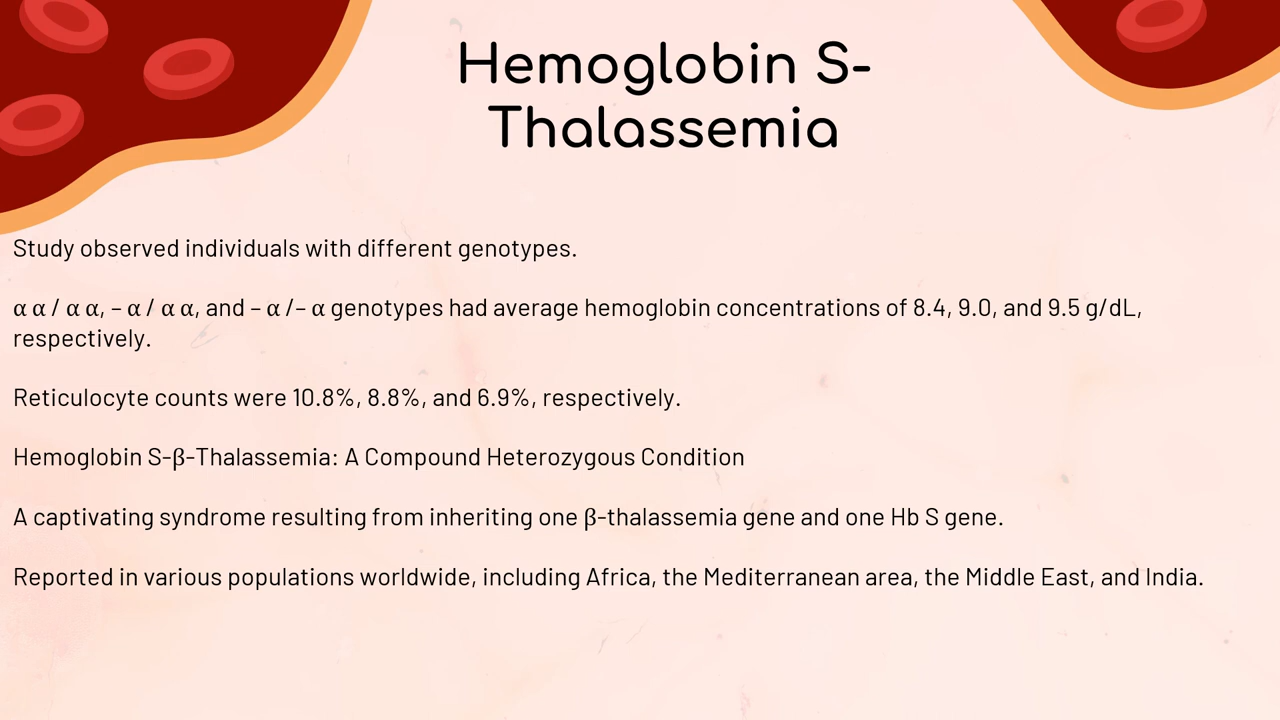 Hemoglobin S-
Thalassemia
Study observed individuals with different genotypes.
α α / α α, – α / α α, and – α /– α genotypes had average hemoglobin concentrations of 8.4, 9.0, and 9.5 g/dL,
respectively.
Reticulocyte counts were 10.8%, 8.8%, and 6.9%, respectively.
Hemoglobin S-β-Thalassemia: A Compound Heterozygous Condition
A captivating syndrome resulting from inheriting one β-thalassemia gene and one Hb S gene.
Reported in various populations worldwide, including Africa, the Mediterranean area, the Middle East, and India.